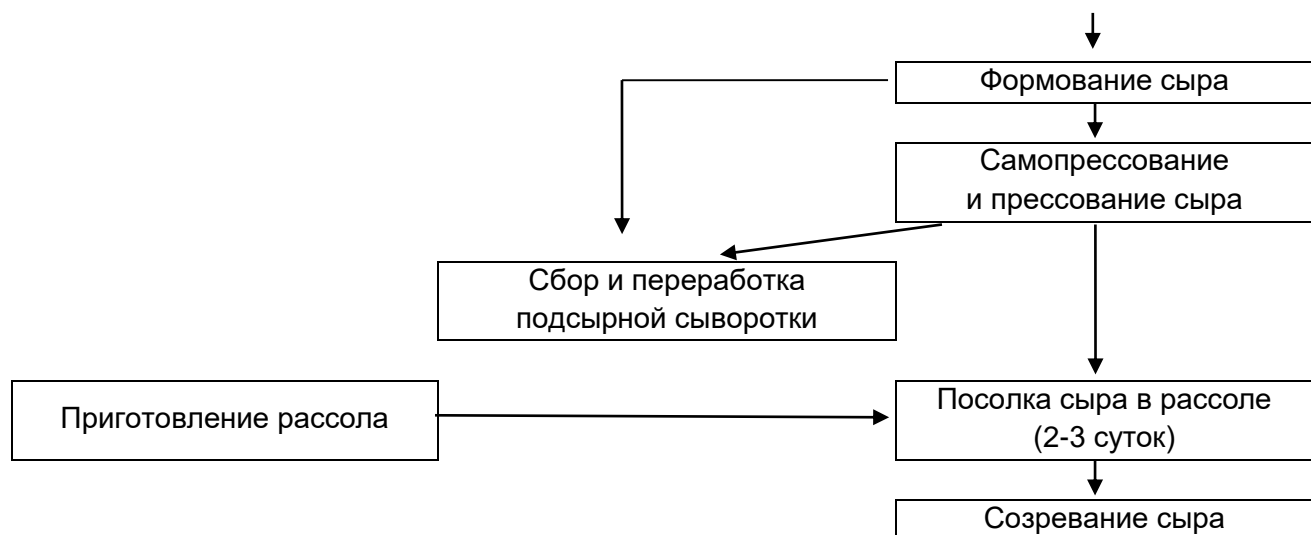 Формование сыра
Самопрессование
и прессование сыра
Сбор и переработка
подсырной сыворотки
Приготовление рассола
Посолка сыра в рассоле
(2-3 суток)
Созревание сыра